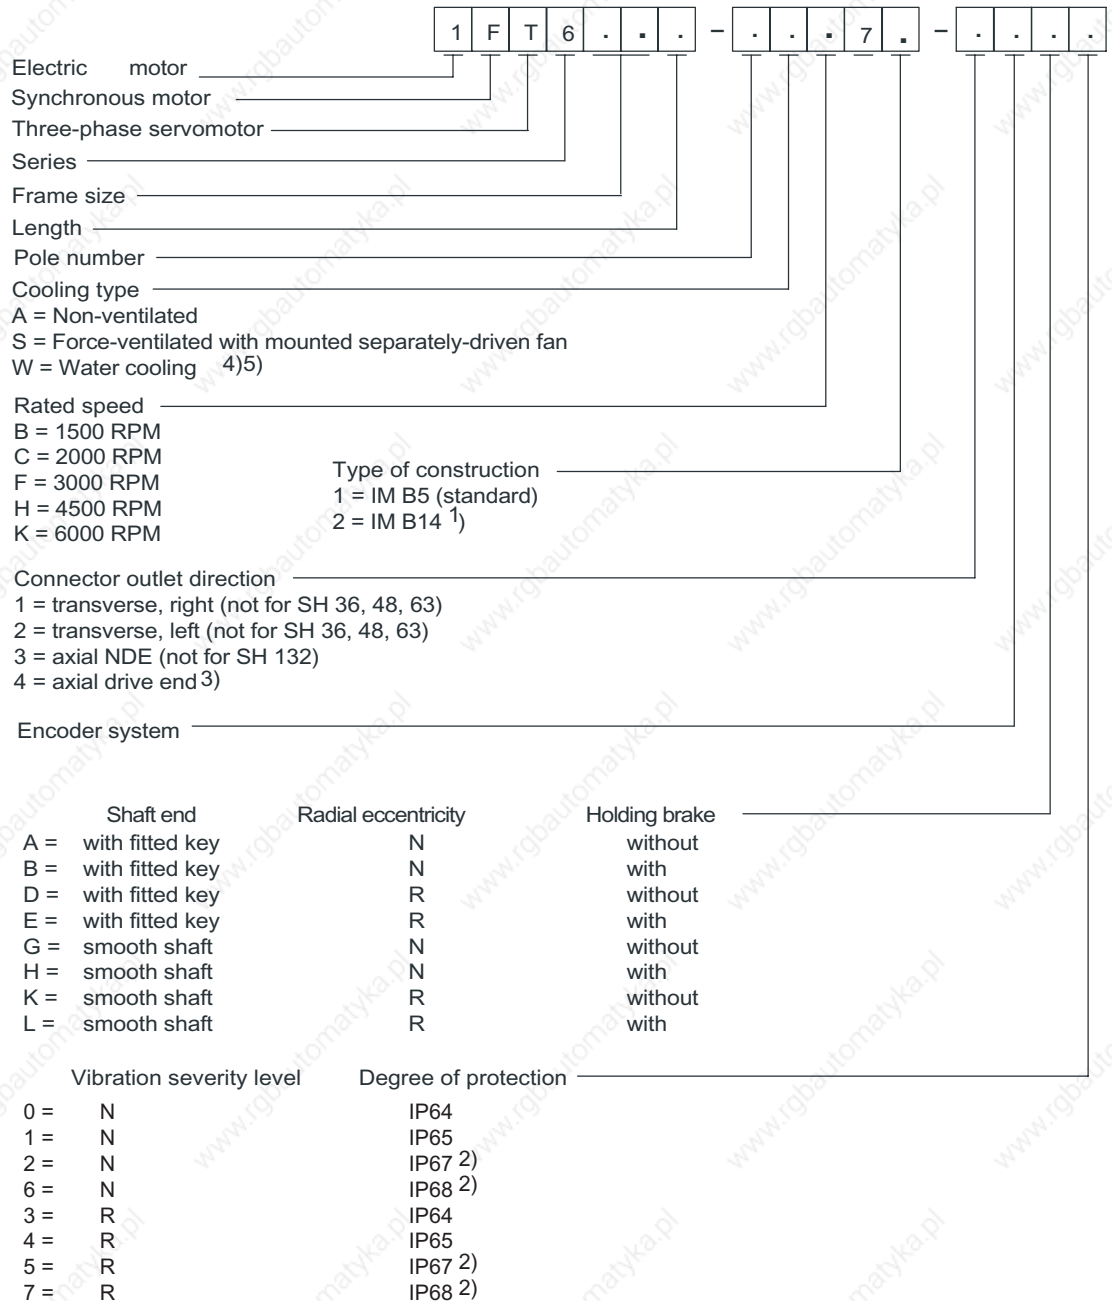 1 F T 6 . . . – . . . 7 . – . . . .
Electric motor
Synchronous motor
Three-phase servomotor
Series
Frame size
Length
Pole number
Cooling type
A = Non-ventilated
S = Force-ventilated with mounted separately-driven fan
W = Water cooling 4)5)
Rated speed
B = 1500 RPM
C = 2000 RPM
F = 3000 RPM
H = 4500 RPM
K = 6000 RPM
Type of construction
1 = IM B5 (standard)
2 = IM B14 1)
Connector outlet direction
1 = transverse, right (not for SH 36, 48, 63)
2 = transverse, left (not for SH 36, 48, 63)
3 = axial NDE (not for SH 132)
4 = axial drive end 3)
Encoder system
Shaft end Radial eccentricity Holding brake
A = with fitted key N without
B = with fitted key N with
D = with fitted key R without
E = with fitted key R with
G = smooth shaft N without
H = smooth shaft N with
K = smooth shaft R without
L = smooth shaft R with
Vibration severity level Degree of protection
0 = N IP64
1 = N IP65
2 = N IP67 2)
6 = N IP68 2)
3 = R IP64
4 = R IP65
5 = R IP67 2)
7 = R IP68 2)
www.rgbautomatyka.pl